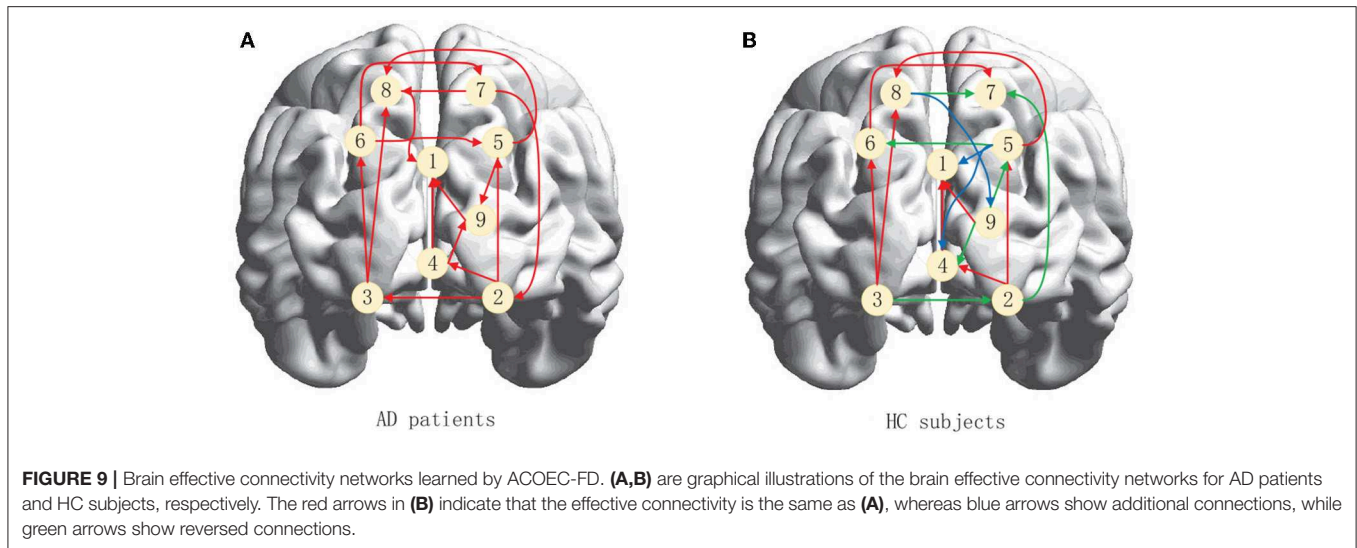 A
B
8
7
8
7
6
5
6
5
1
1
9
9
4
4
3
2
3
2
AD patients
HC subjects
FIGURE 9 | Brain effective connectivity networks learned by ACOEC-FD. (A,B) are graphical illustrations of the brain effective connectivity networks for AD patients
and HC subjects, respectively. The red arrows in (B) indicate that the effective connectivity is the same as (A), whereas blue arrows show additional connections, while
green arrows show reversed connections.